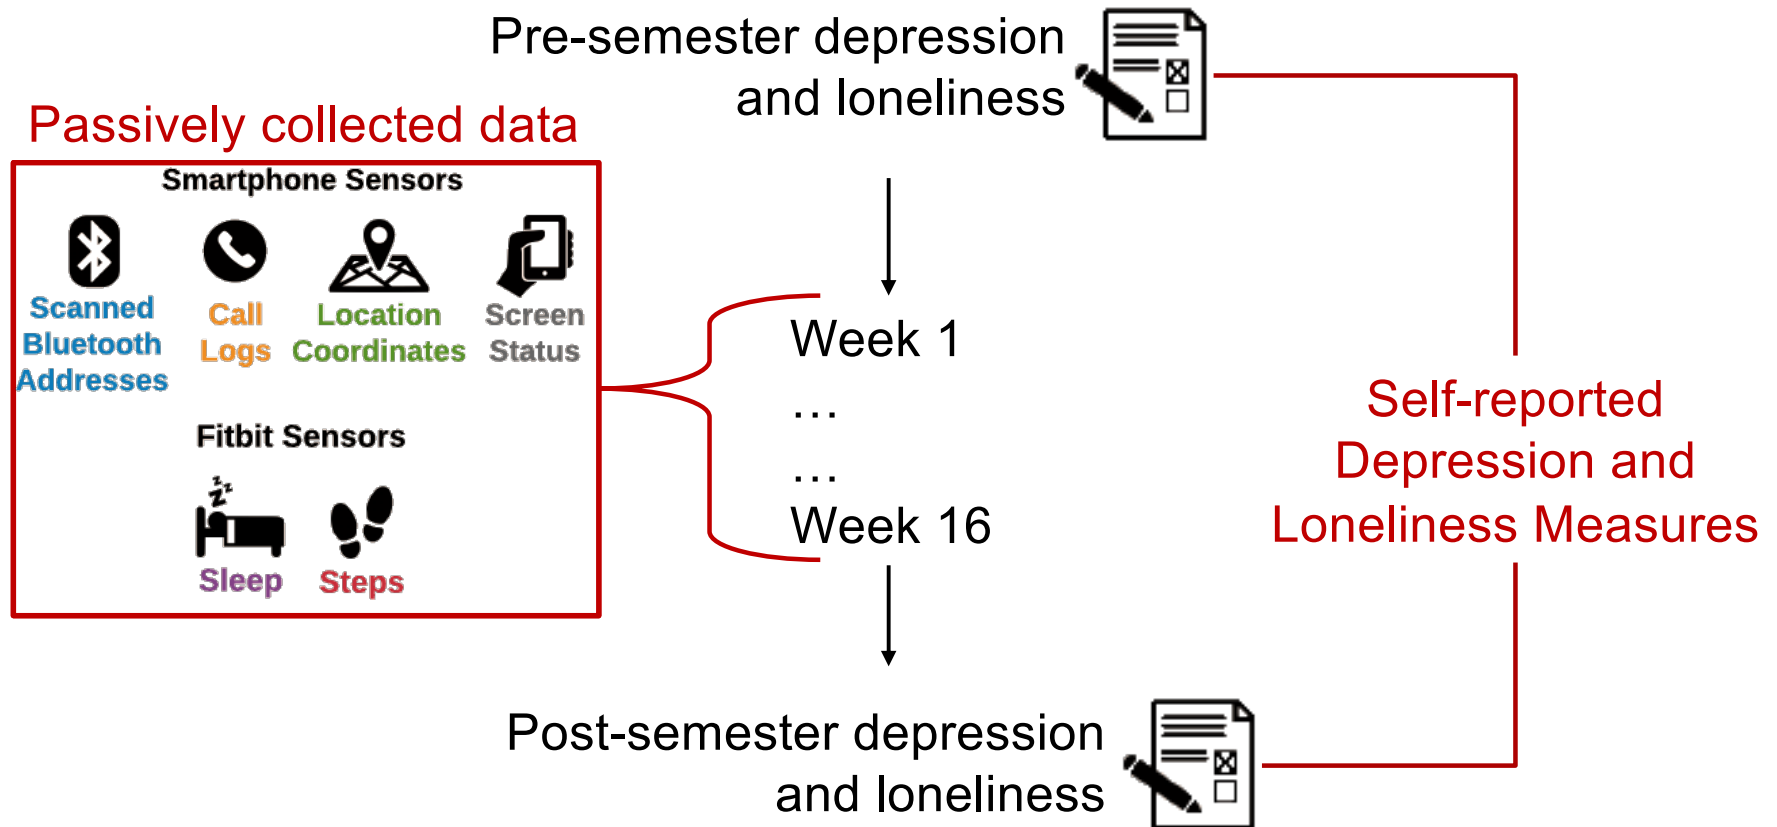 Pre-semester depression
and loneliness
Passively collected data
Smartphone Sensors
Scanned
Bluetooth
Addresses
Call
Logs
Location
Coordinates
Screen
Status
Fitbit Sensors
zzz
Sleep
Steps
Week 1
…
…
Week 16
Self-reported
Depression and
Loneliness Measures
Post-semester depression
and loneliness